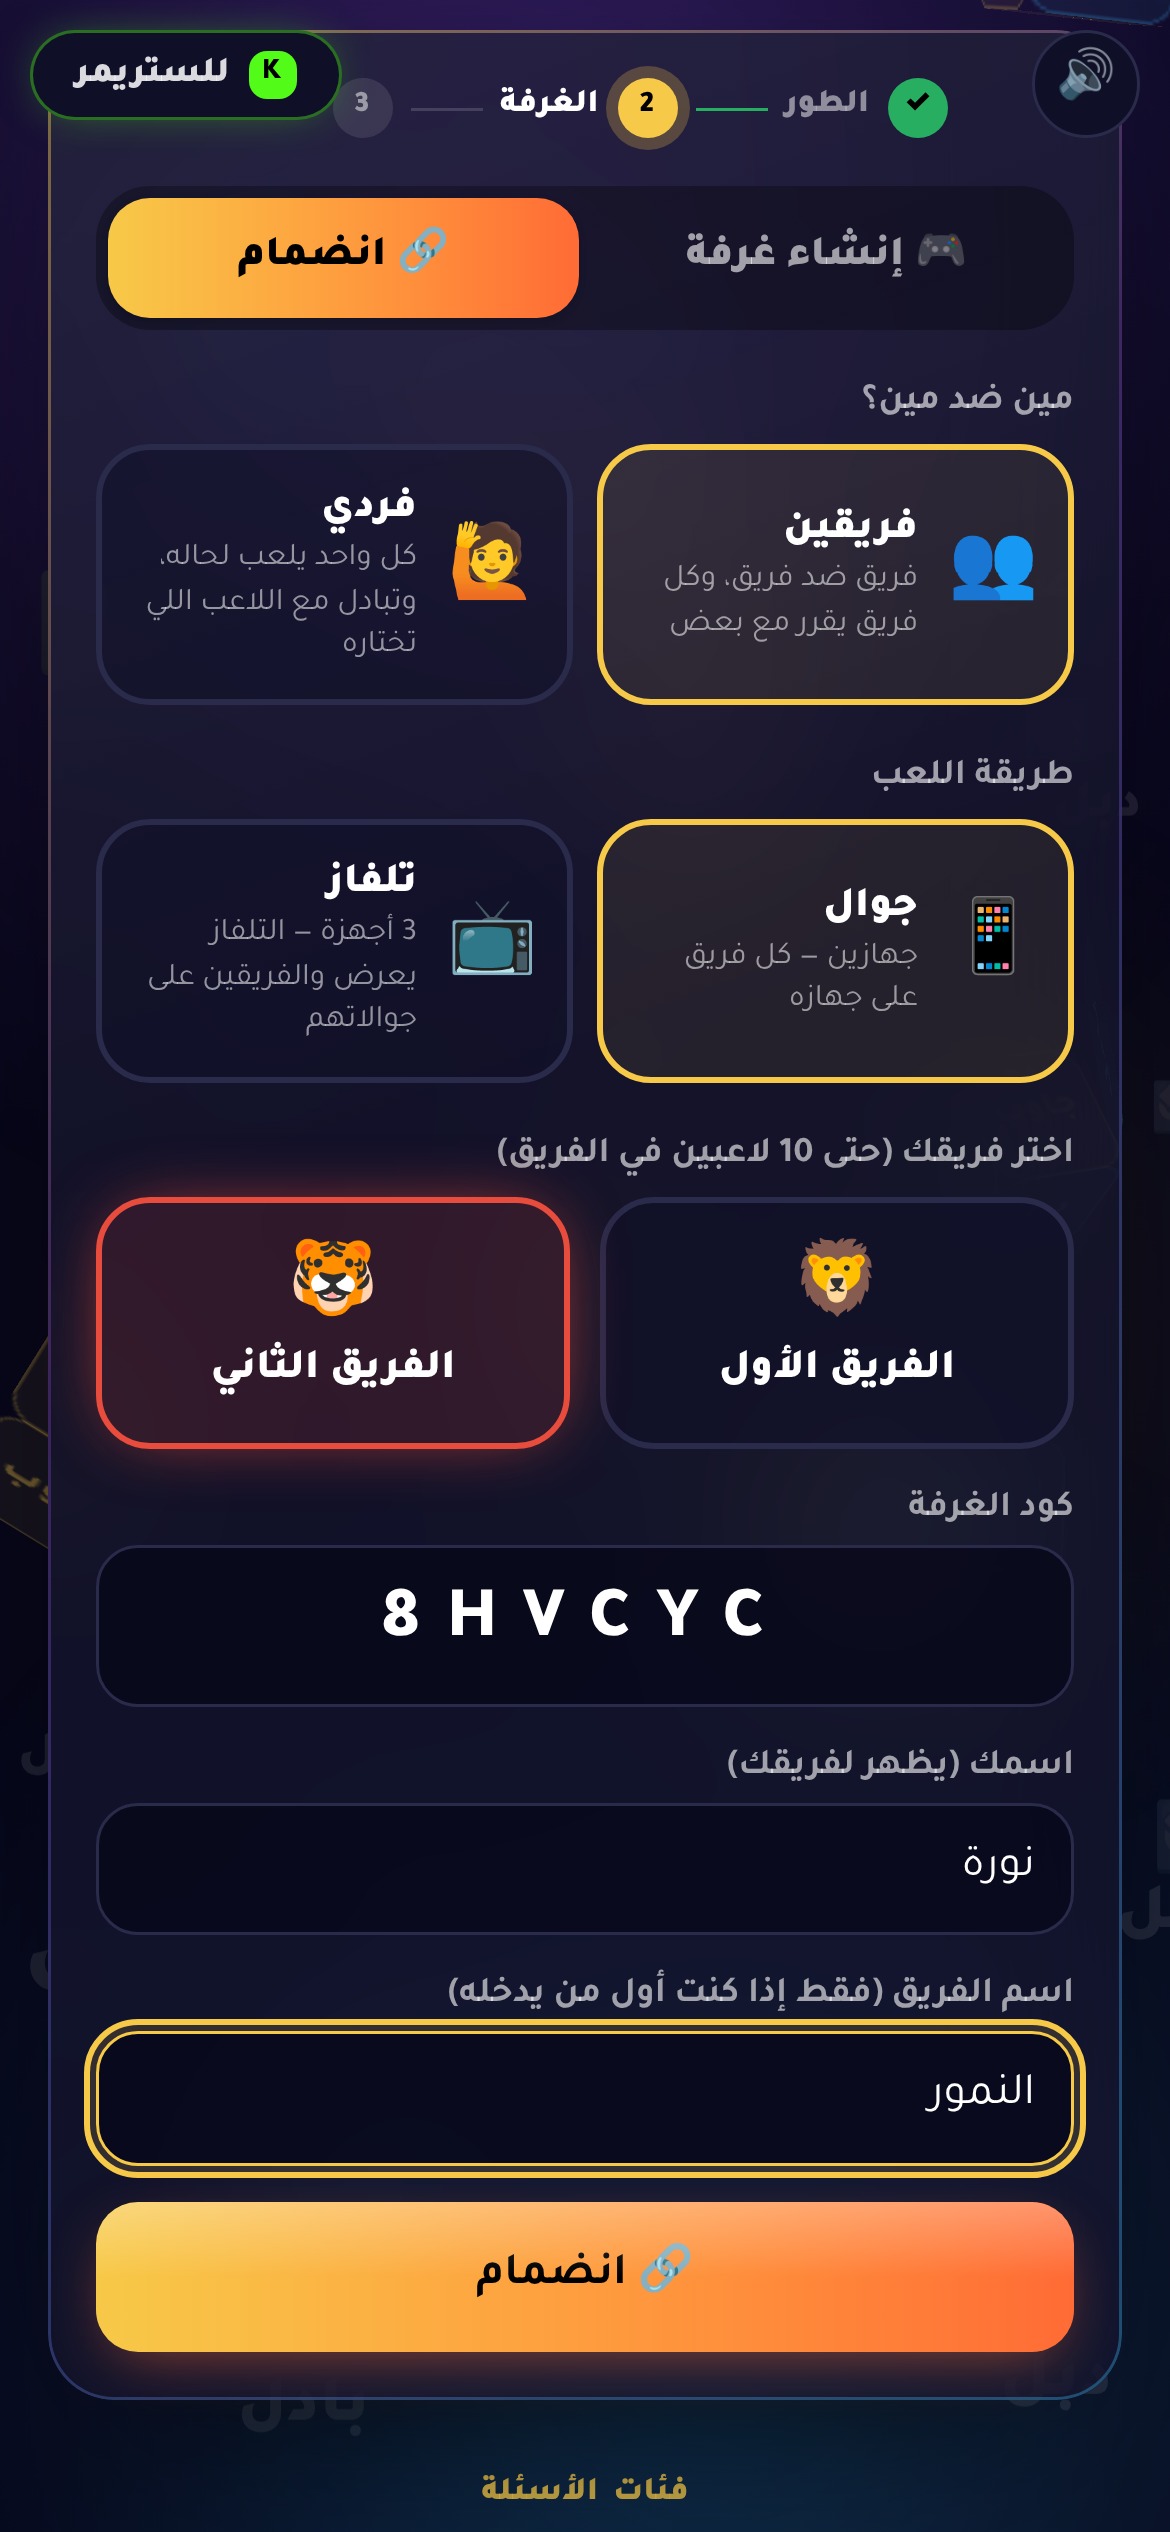 K للستريمر
✓ الطور 2 الغرفة 3
إنشاء غرفة
انضمام
مين ضد مين؟
فريقين
فريق ضد فريق، وكل
فريق يقرر مع بعض
فردي
كل واحد يلعب لحاله،
وتبادل مع اللاعب اللي
تختاره
طريقة اللعب
جوال
جهازين – كل فريق
على جهازه
تلفاز
3 أجهزة – التلفاز
يعرض والفريقين على
جوالاتهم
اختر فريقك (حتى 10 لاعبين في الفريق)
الفريق الأول
الفريق الثاني
كود الغرفة
8HVCYC
اسمك (يظهر لفريقك)
نورة
اسم الفريق (فقط إذا كنت أول من يدخله)
النمور
انضمام
بادل
فئات الأسئلة